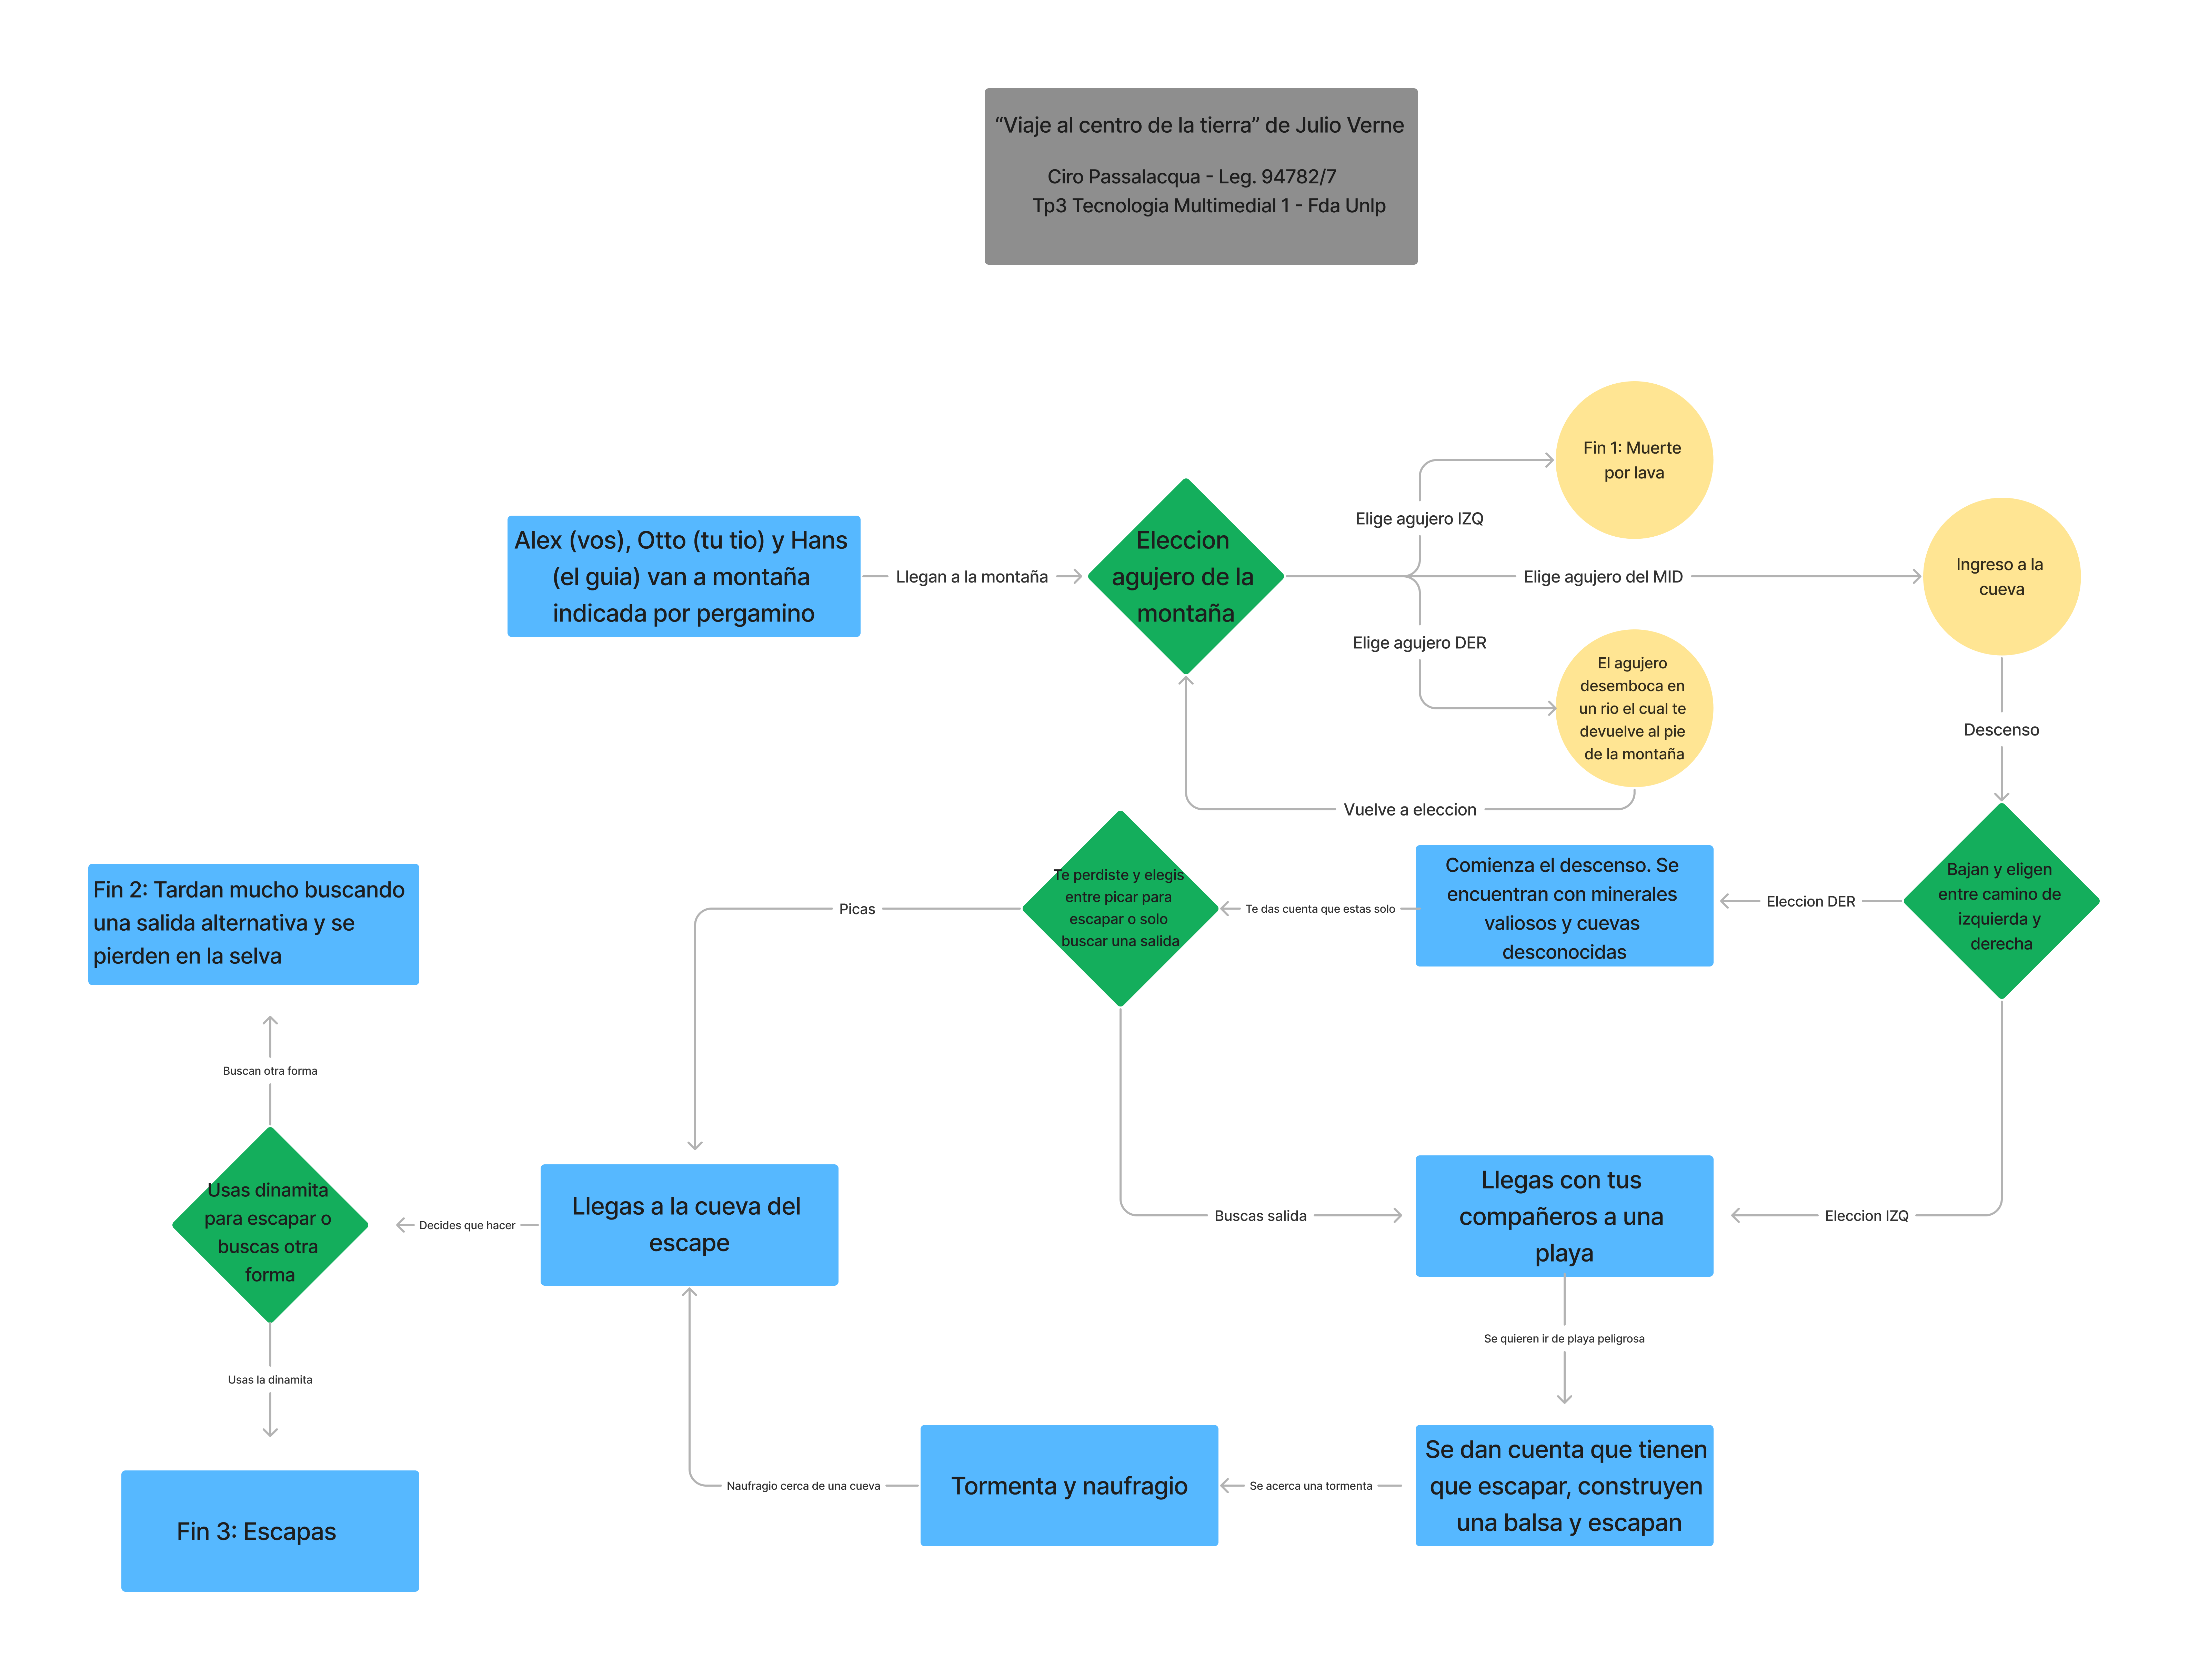 “Viaje al centro de la tierra” de Julio Verne
Ciro Passalacqua - Leg. 94782/7
Tp3 Tecnologia Multimedial 1 - Fda Unlp
Alex (vos), Otto (tu tio) y Hans
(el guia) van a montaña
indicada por pergamino
Llegan a la montaña
Eleccion
agujero de la
montaña
Elige agujero IZQ
Fin 1: Muerte
por lava
Elige agujero del MID
Ingreso a la
cueva
Elige agujero DER
El agujero
desemboca en
un rio el cual te
devuelve al pie
de la montaña
Vuelve a eleccion
Descenso
Bajan y eligen
entre camino de
izquierda y
derecha
Eleccion DER
Comienza el descenso. Se
encuentran con minerales
valiosos y cuevas
desconocidas
Te das cuenta que estas solo
Te perdiste y elegis
entre picar para
escapar o solo
buscar una salida
Picas
Buscas salida
Eleccion IZQ
Llegas con tus
compañeros a una
playa
Se quieren ir de playa peligrosa
Se dan cuenta que tienen
que escapar, construyen
una balsa y escapan
Se acerca una tormenta
Tormenta y naufragio
Naufragio cerca de una cueva
Llegas a la cueva del
escape
Decides que hacer
Usas dinamita
para escapar o
buscas otra
forma
Buscan otra forma
Fin 2: Tardan mucho buscando
una salida alternativa y se
pierden en la selva
Usas la dinamita
Fin 3: Escapas